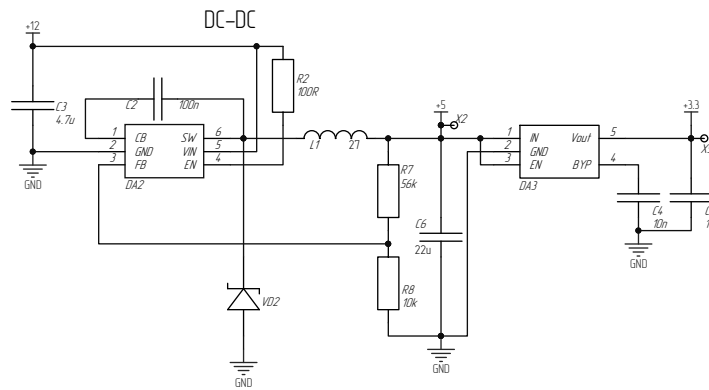 DC-DC
+12
C3
4.7u
GND
C2
100n
R2
100R
1 CB SW 6
2 GND VIN 5
3 FB EN 4
DA2
L1 27
+5
X2
R7
56k
R8
10k
C6
22u
GND
VD2
GND
1 IN Vout 5
2 GND BYP 4
3 EN
DA3
+3.3
C4
10n
GND